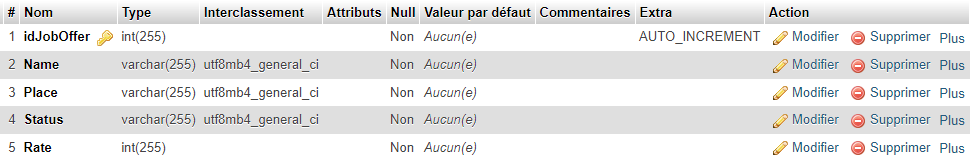 # Nom Type Interclassement Attributs Null Valeur par défaut Commentaires Extra Action
1 idJobOffer int(255) Non Aucun(e) AUTO_INCREMENT Modifier Supprimer Plus
2 Name varchar(255) utf8mb4_general_ci Non Aucun(e) Modifier Supprimer Plus
3 Place varchar(255) utf8mb4_general_ci Non Aucun(e) Modifier Supprimer Plus
4 Status varchar(255) utf8mb4_general_ci Non Aucun(e) Modifier Supprimer Plus
5 Rate int(255) Non Aucun(e) Modifier Supprimer Plus